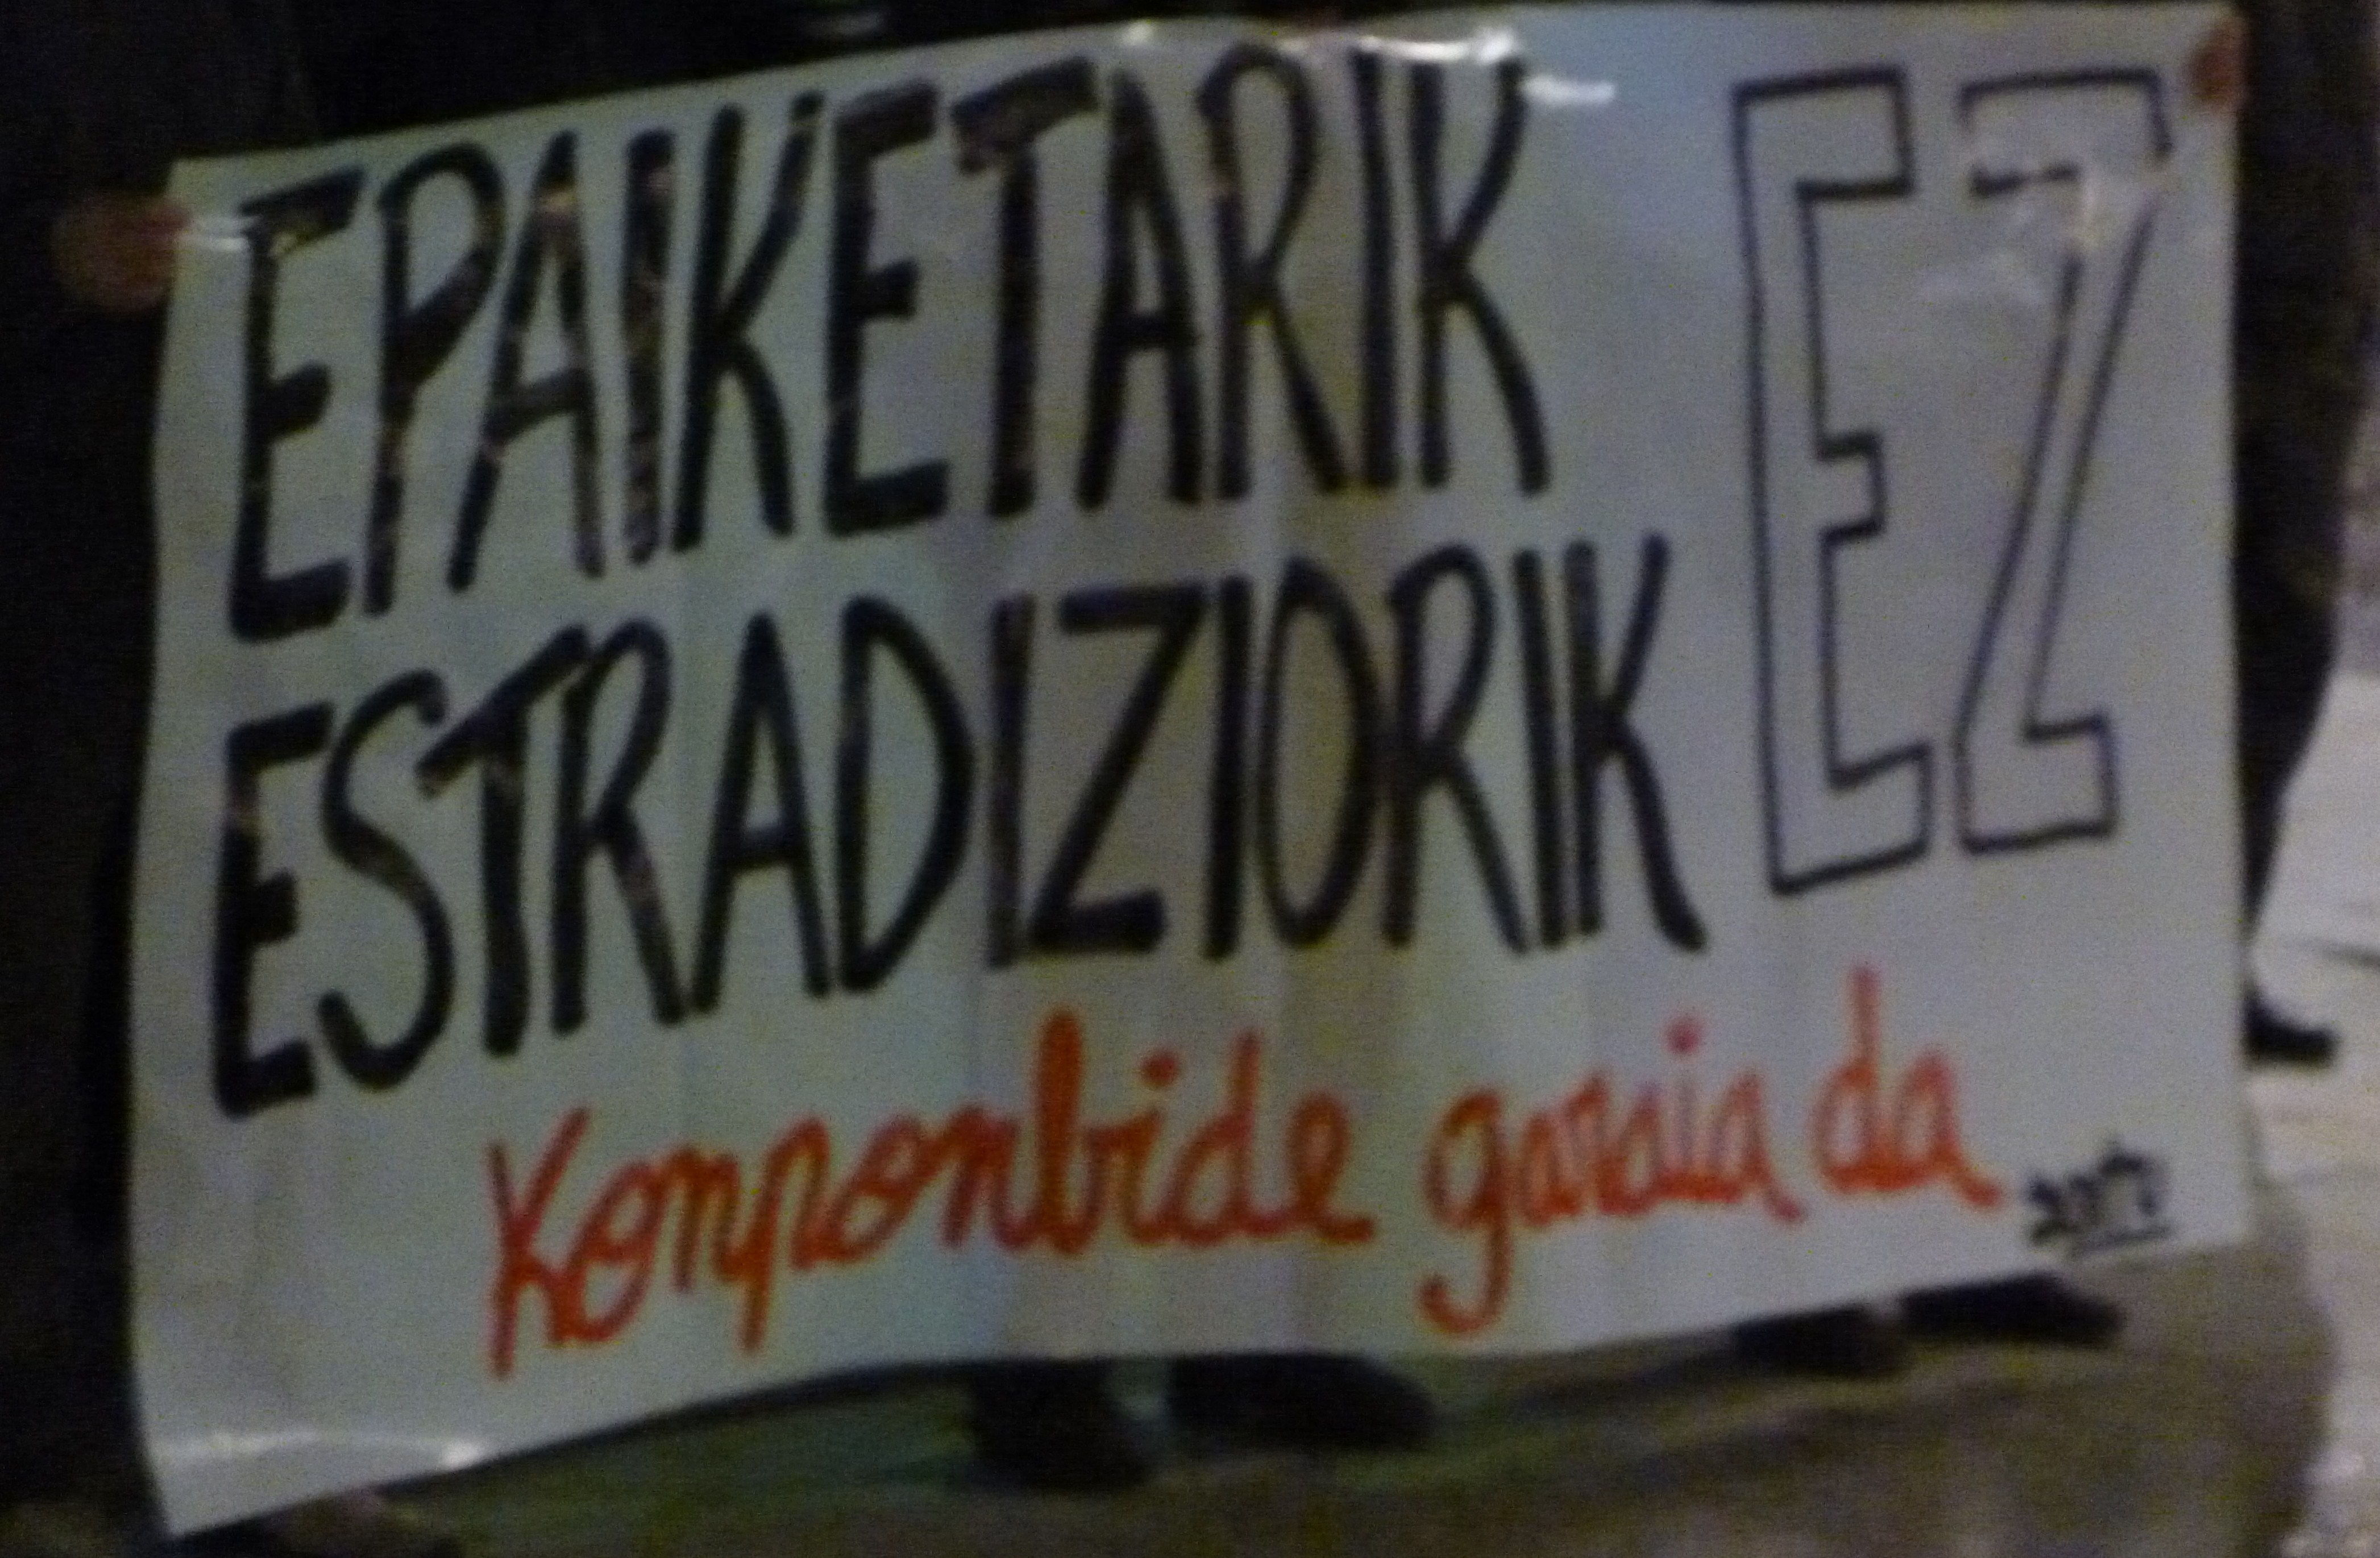 EPAIKETARIK EZ
ESTRADIZIORIK
Konponbide garaia da